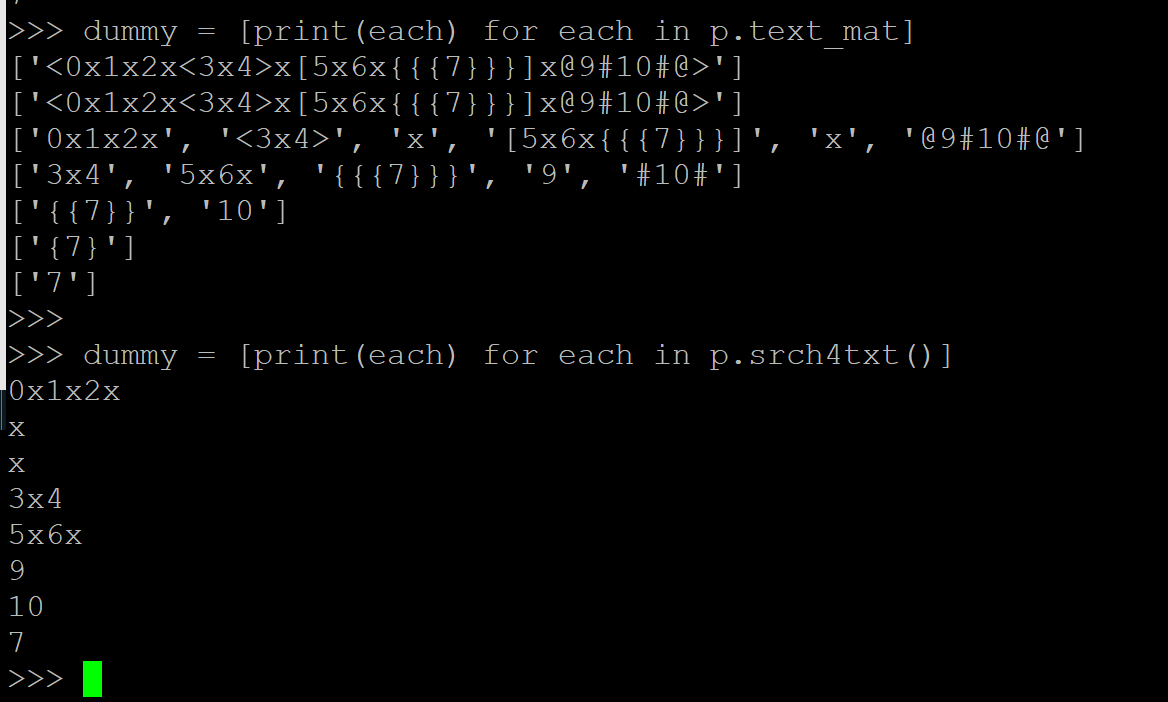 >>> dummy = [print(each) for each in p.text_mat]
['<0x1x2x<3x4>x[5x6x{{{7}}}]x@9#10#@>']
['<0x1x2x<3x4>x[5x6x{{{7}}}]x@9#10#@>']
['0x1x2x', '<3x4>', 'x', '[5x6x{{{7}}}]', 'x', '@9#10#@']
['3x4', '5x6x', '{{{7}}}', '9', '#10#']
['{{7}}', '10']
['{7}']
['7']
>>>
>>> dummy = [print(each) for each in p.srch4txt()]
0x1x2x
x
x
3x4
5x6x
9
10
7
>>>